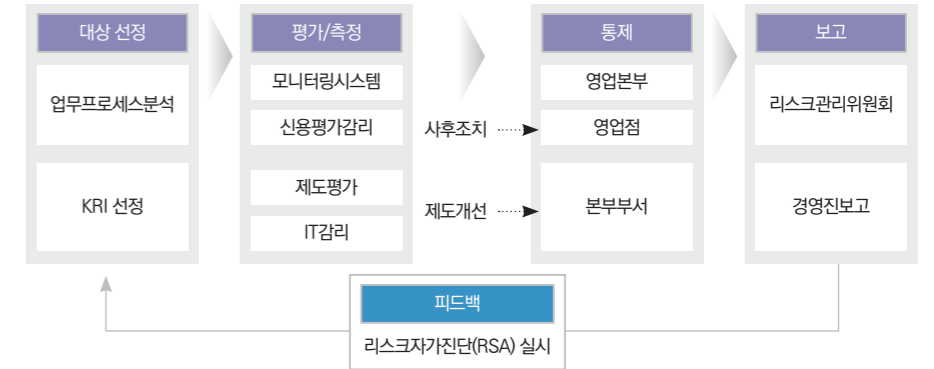 대상 선정
업무프로세스분석
KRI 선정
평가/측정
모니터링시스템
신용평가감리
제도평가
IT감리
사후조치
제도개선
통제
영업본부
영업점
본부부서
보고
리스크관리위원회
경영진보고
피드백
리스크자가진단(RSA) 실시